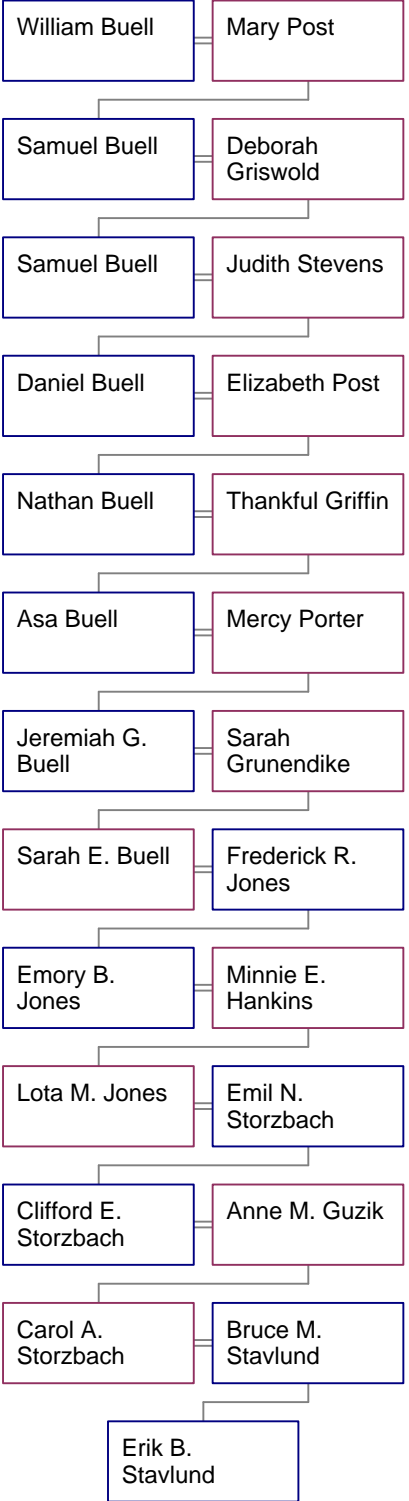 William Buell
Mary Post
Samuel Buell
Deborah
Griswold
Samuel Buell
Judith Stevens
Daniel Buell
Elizabeth Post
Nathan Buell
Thankful Griffin
Asa Buell
Mercy Porter
Jeremiah G.
Buell
Sarah
Grunendike
Sarah E. Buell
Frederick R.
Jones
Emory B.
Jones
Minnie E.
Hankins
Lota M. Jones
Emil N.
Storzbach
Clifford E.
Storzbach
Anne M. Guzik
Carol A.
Storzbach
Bruce M.
Stavlund
Erik B.
Stavlund